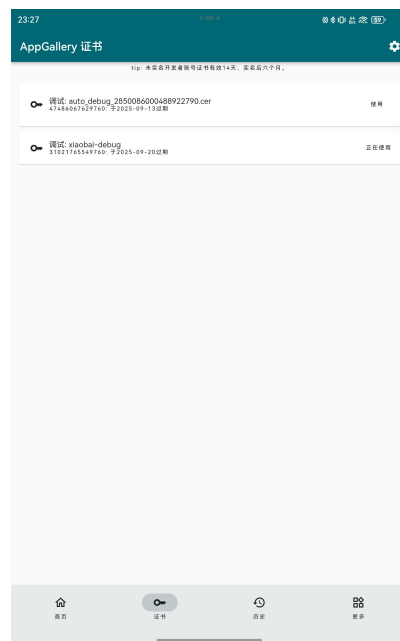 23:27
89
AppGallery 证书
tip: 未实名开发者账号证书有效14天，实名后六个月。
调试: auto_debug_2850086000488922790.cer
47486067629760: 于2025-09-13过期
使用
调试: xiaobai-debug
31021765549760: 于2025-09-20过期
正在使用
首页
证书
历史
更多